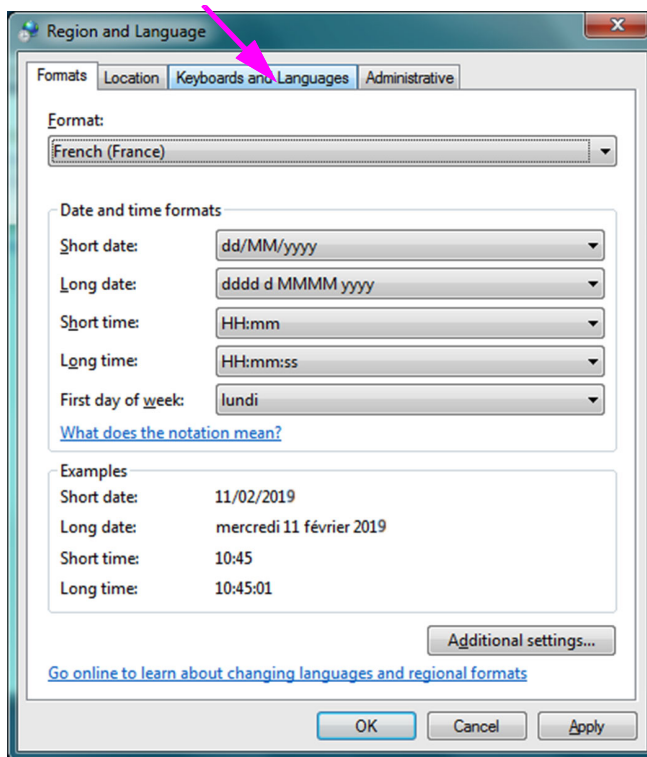 Region and Language
Formats Location Keyboards and Languages Administrative
Format:
French (France)
Date and time formats
Short date: dd/MM/yyyy
Long date: dddd d MMMM yyyy
Short time: HH:mm
Long time: HH:mm:ss
First day of week: lundi
What does the notation mean?
Examples
Short date: 11/02/2019
Long date: mercredi 11 février 2019
Short time: 10:45
Long time: 10:45:01
Additional settings...
Go online to learn about changing languages and regional formats
OK Cancel Apply